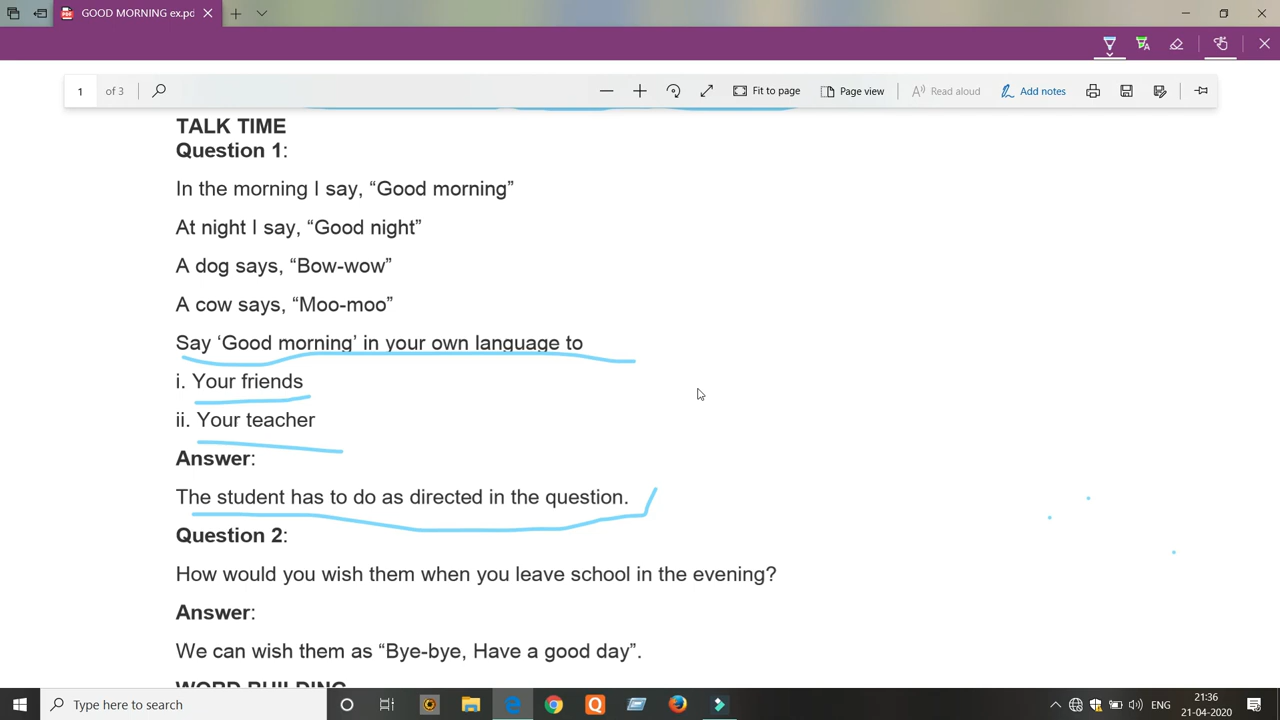 GOOD MORNING ex.pd
1 of 3
Fit to page
Page view
Read aloud
Add notes
TALK TIME
Question 1:
In the morning I say, “Good morning”
At night I say, “Good night”
A dog says, “Bow-wow”
A cow says, “Moo-moo”
Say ‘Good morning’ in your own language to
i. Your friends
ii. Your teacher
Answer:
The student has to do as directed in the question.
Question 2:
How would you wish them when you leave school in the evening?
Answer:
We can wish them as “Bye-bye, Have a good day”.
WORD BUILDING
Type here to search
ENG
21:36
21-04-2020